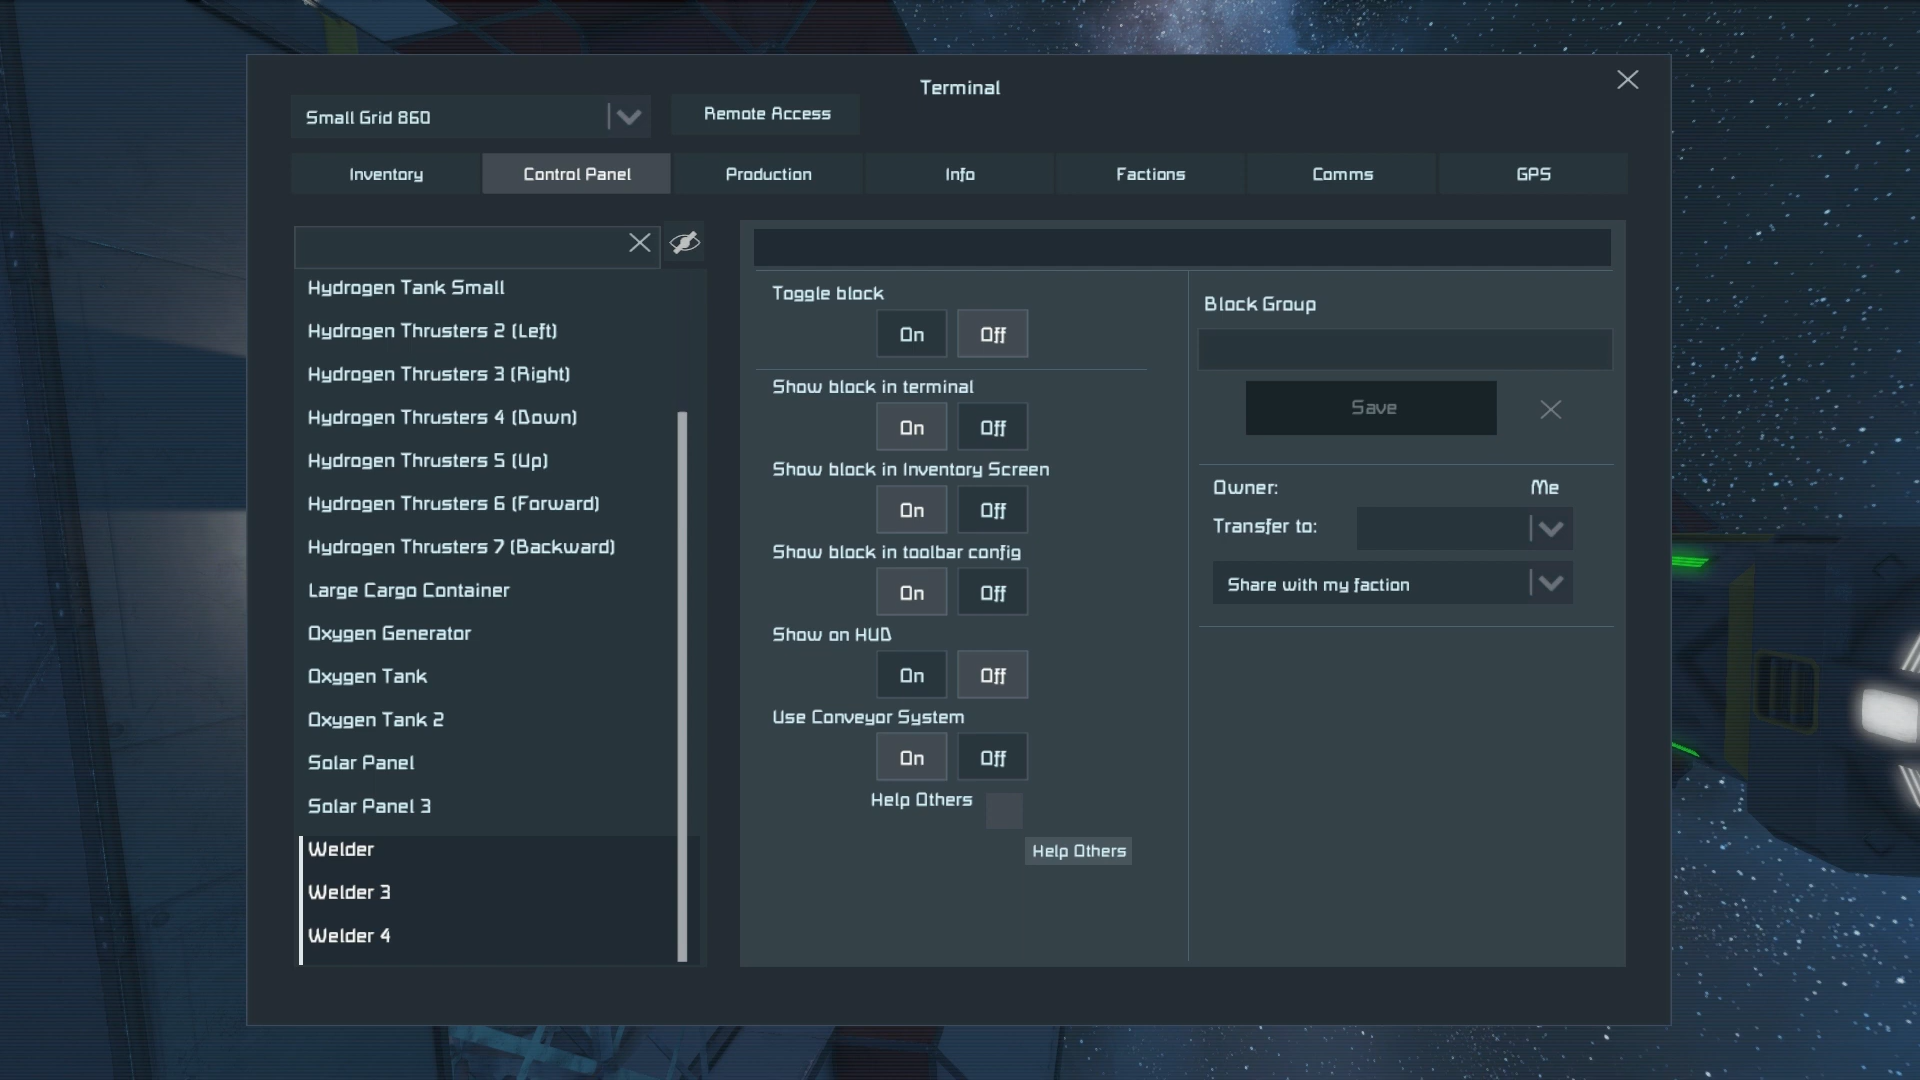 Terminal
Small Grid 860
Remote Access
Inventory
Control Panel
Production
Info
Factions
Comms
GPS
Hydrogen Tank Small
Hydrogen Thrusters 2 (Left)
Hydrogen Thrusters 3 (Right)
Hydrogen Thrusters 4 (Down)
Hydrogen Thrusters 5 (Up)
Hydrogen Thrusters 6 (Forward)
Hydrogen Thrusters 7 (Backward)
Large Cargo Container
Oxygen Generator
Oxygen Tank
Oxygen Tank 2
Solar Panel
Solar Panel 3
Welder
Welder 3
Welder 4
Toggle block
On Off
Show block in terminal
On Off
Show block in Inventory Screen
On Off
Show block in toolbar config
On Off
Show on HUD
On Off
Use Conveyor System
On Off
Help Others
Help Others
Block Group
Save
Owner: Me
Transfer to:
Share with my faction